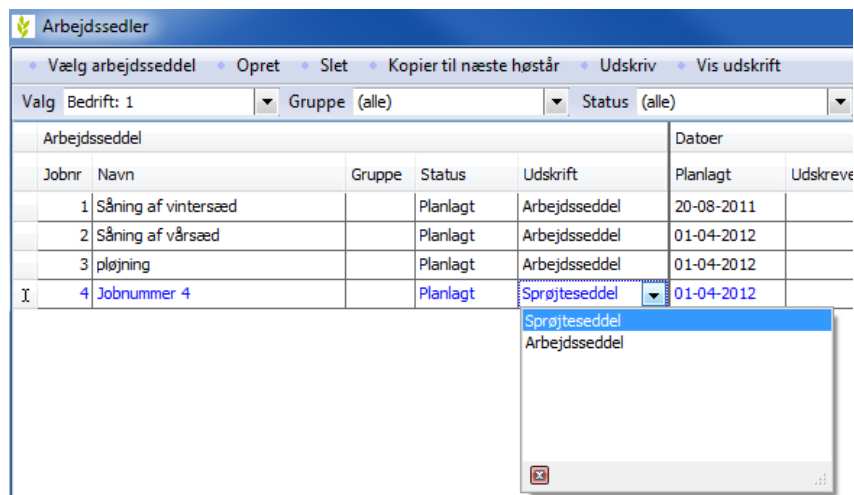 Arbejdssedler
Vælg arbejdsseddel Opret Slet Kopier til næste høstår Udskriv Vis udskrift
Valg Bedrift: 1 Gruppe (alle) Status (alle)
Arbejdsseddel Datoer
Jobnr Navn Gruppe Status Udskrift Planlagt Udskreve
1 Såning af vintersæd Planlagt Arbejdsseddel 20-08-2011
2 Såning af vårsæd Planlagt Arbejdsseddel 01-04-2012
3 pløjning Planlagt Arbejdsseddel 01-04-2012
4 Jobnummer 4 Planlagt Sprøjteseddel 01-04-2012
Sprøjteseddel
Arbejdsseddel